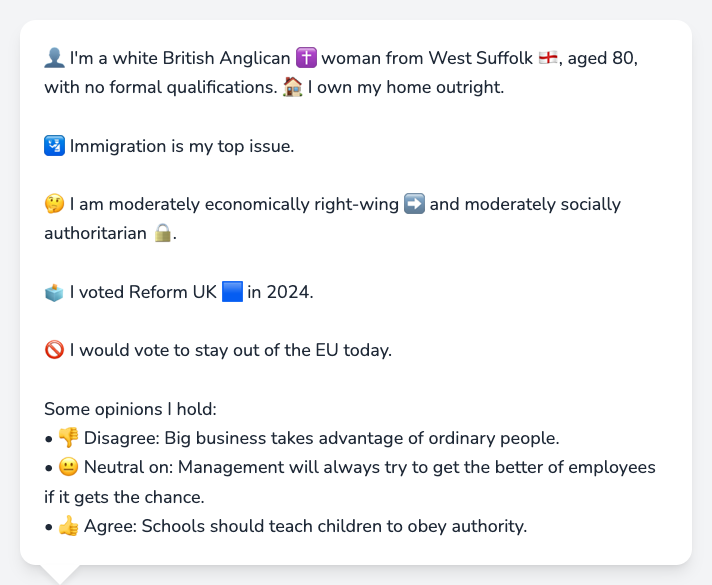 👤 I'm a white British Anglican ✝️ woman from West Suffolk 🏴󠁧󠁢󠁥󠁮󠁧󠁿, aged 80,
with no formal qualifications. 🏠 I own my home outright.
🛂 Immigration is my top issue.
🤔 I am moderately economically right-wing ➡️ and moderately socially
authoritarian 🔒.
🗳️ I voted Reform UK 🟦 in 2024.
🚫 I would vote to stay out of the EU today.
Some opinions I hold:
• 👎 Disagree: Big business takes advantage of ordinary people.
• 😐 Neutral on: Management will always try to get the better of employees
if it gets the chance.
• 👍 Agree: Schools should teach children to obey authority.